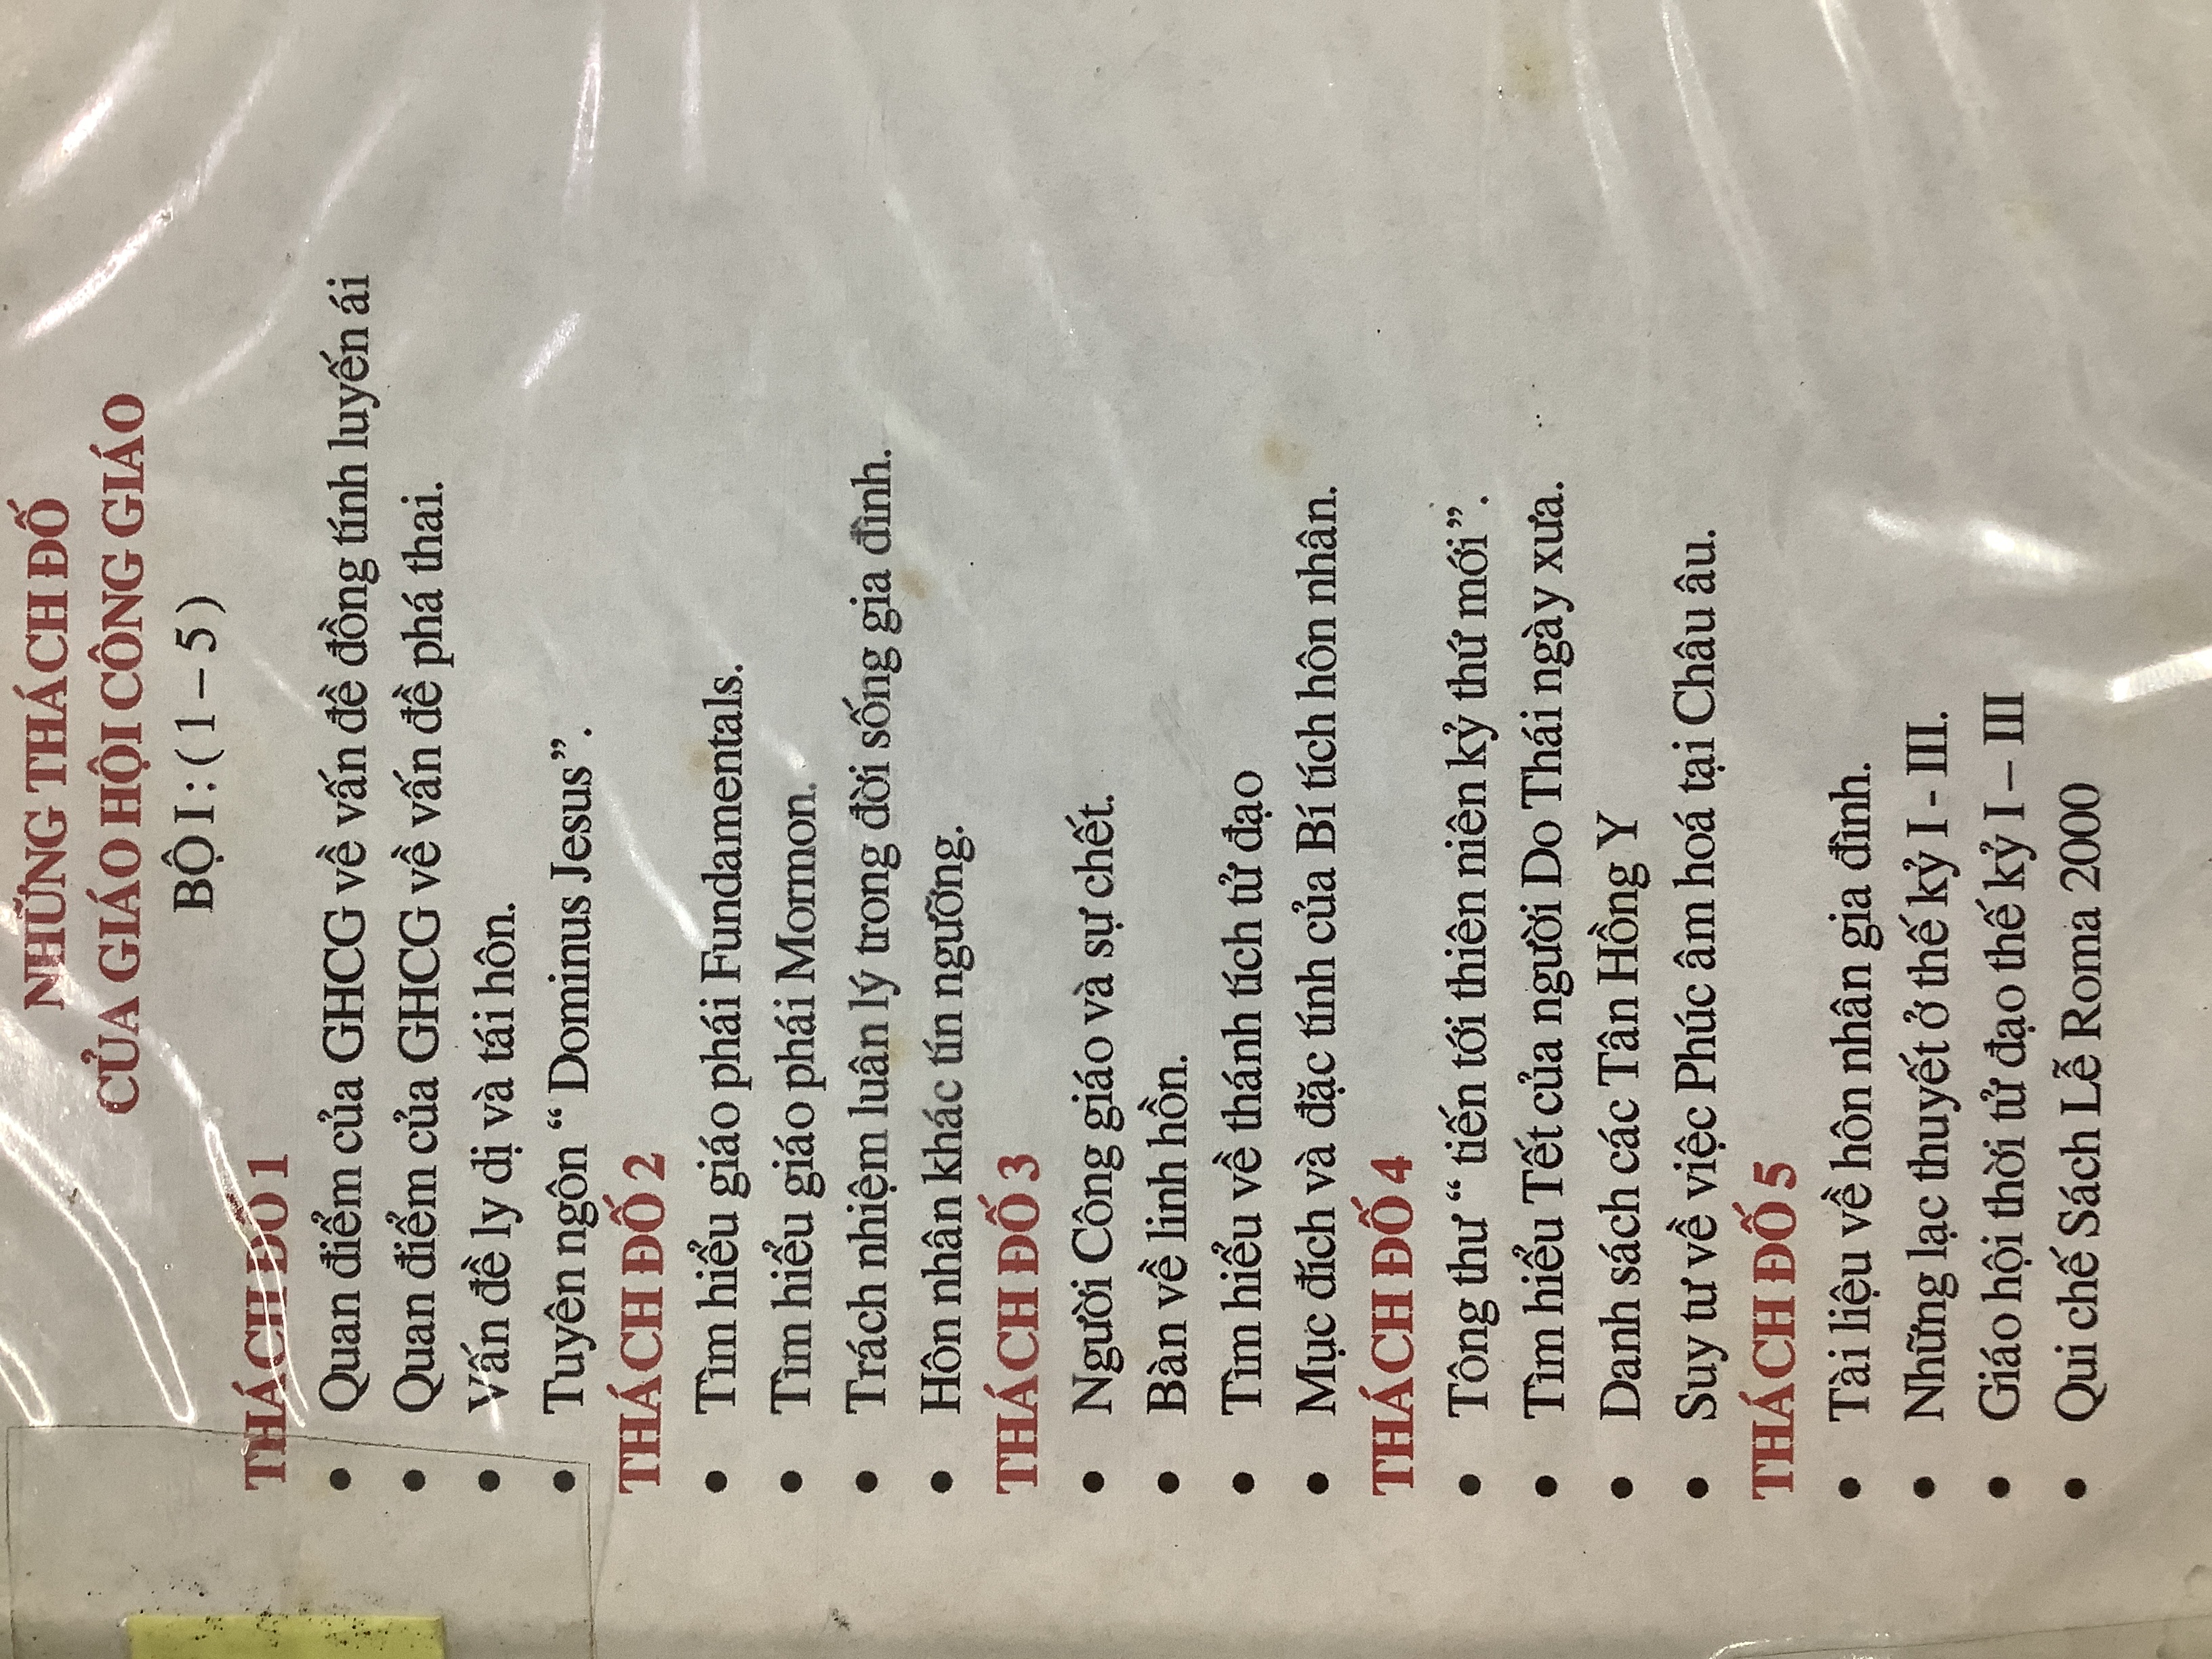 NHỮNG THÁCH ĐỐ
CỦA GIÁO HỘI CÔNG GIÁO
BỘ I : ( 1 – 5 )
THÁCH ĐỐ 1
• Quan điểm của GHCG về vấn đề đồng tính luyến ái
• Quan điểm của GHCG về vấn đề phá thai.
• Vấn đề ly dị và tái hôn.
• Tuyên ngôn “ Dominus Jesus”.
THÁCH ĐỐ 2
• Tìm hiểu giáo phái Fundamentals.
• Tìm hiểu giáo phái Mormon.
• Trách nhiệm luân lý trong đời sống gia đình.
• Hôn nhân khác tín ngưỡng.
THÁCH ĐỐ 3
• Người Công giáo và sự chết.
• Bàn về linh hồn.
• Tìm hiểu về thánh tích tử đạo
• Mục đích và đặc tính của Bí tích hôn nhân.
THÁCH ĐỐ 4
• Tông thư “ tiến tới thiên niên kỷ thứ mới”.
• Tìm hiểu Tết của người Do Thái ngày xưa.
• Danh sách các Tân Hồng Y
• Suy tư về việc Phúc âm hoá tại Châu âu.
THÁCH ĐỐ 5
• Tài liệu về hôn nhân gia đình.
• Những lạc thuyết ở thế kỷ I - III.
• Giáo hội thời tử đạo thế kỷ I – III
• Qui chế Sách Lễ Roma 2000